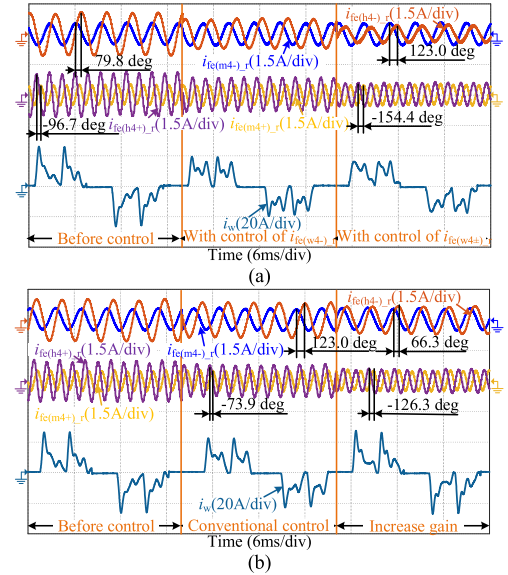 i_fe(h4-)_r(1.5A/div)
79.8 deg
i_fe(m4-)_r(1.5A/div)
123.0 deg
-96.7 deg
i_fe(h4+)_r(1.5A/div)
i_fe(m4+)_r(1.5A/div)
-154.4 deg
i_w(20A/div)
Before control
With control of i_fe(w4-)_r
With control of i_fe(w4±)
Time (6ms/div)
(a)
i_fe(h4-)_r(1.5A/div)
i_fe(h4+)_r(1.5A/div)
i_fe(m4-)_r(1.5A/div)
123.0 deg
66.3 deg
i_fe(m4+)_r(1.5A/div)
-73.9 deg
-126.3 deg
i_w(20A/div)
Before control
Conventional control
Increase gain
Time (6ms/div)
(b)